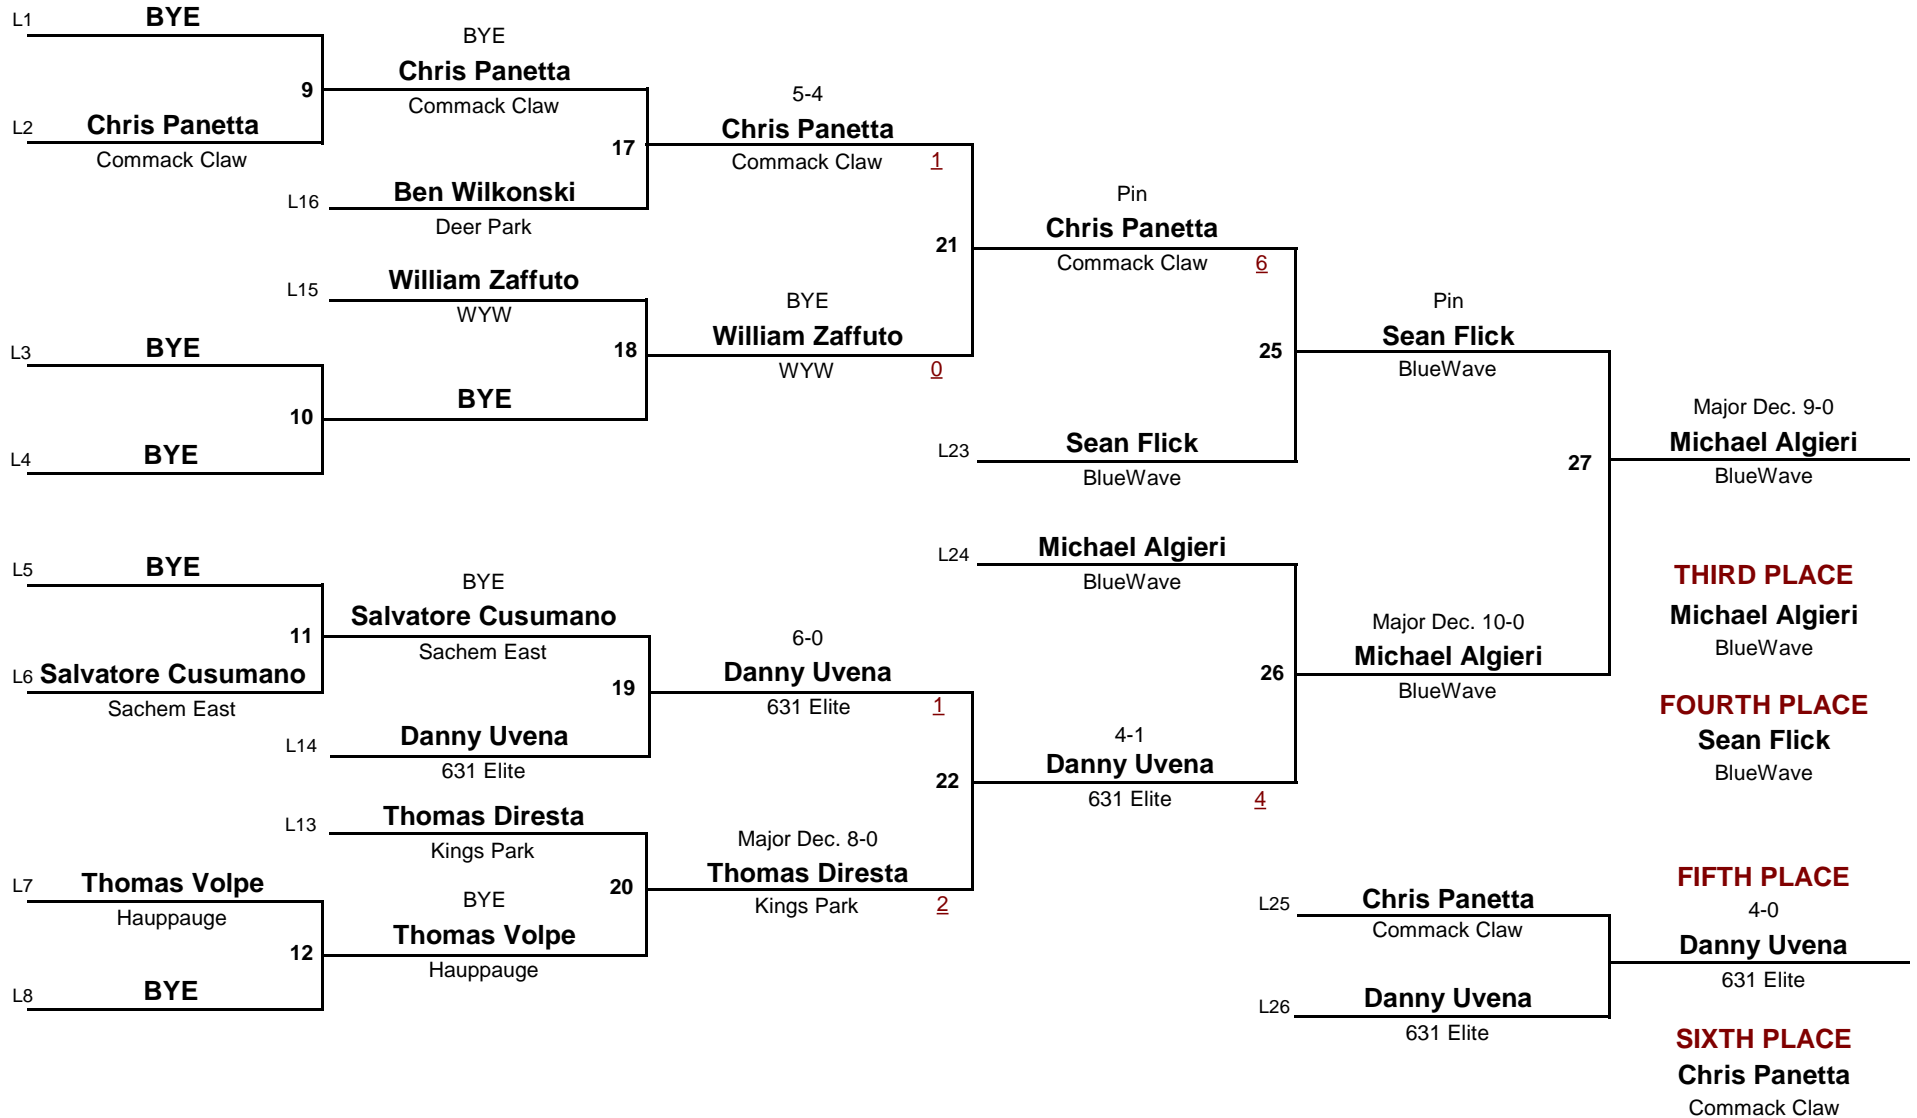 L1 BYE
9
L2 Chris Panetta
Commack Claw
BYE
Chris Panetta
Commack Claw
17
L16 Ben Wilkonski
Deer Park
5-4
Chris Panetta
Commack Claw 1
L15 William Zaffuto
WYW
L3 BYE
10
L4 BYE
18
BYE
BYE
William Zaffuto
WYW 0
21
Pin
Chris Panetta
Commack Claw 6
25
L23 Sean Flick
BlueWave
Pin
Sean Flick
BlueWave
27
Major Dec. 9-0
Michael Algieri
BlueWave
L5 BYE
11
L6 Salvatore Cusumano
Sachem East
BYE
Salvatore Cusumano
Sachem East
19
L14 Danny Uvena
631 Elite
6-0
Danny Uvena
631 Elite 1
L13 Thomas Diresta
Kings Park
L7 Thomas Volpe
Hauppauge
12
L8 BYE
20
BYE
Thomas Volpe
Hauppauge
Major Dec. 8-0
Thomas Diresta
Kings Park 2
22
L24 Michael Algieri
BlueWave
26
4-1
Danny Uvena
631 Elite 4
Major Dec. 10-0
Michael Algieri
BlueWave
THIRD PLACE
Michael Algieri
BlueWave
FOURTH PLACE
Sean Flick
BlueWave
L25 Chris Panetta
Commack Claw
L26 Danny Uvena
631 Elite
FIFTH PLACE
4-0
Danny Uvena
631 Elite
SIXTH PLACE
Chris Panetta
Commack Claw